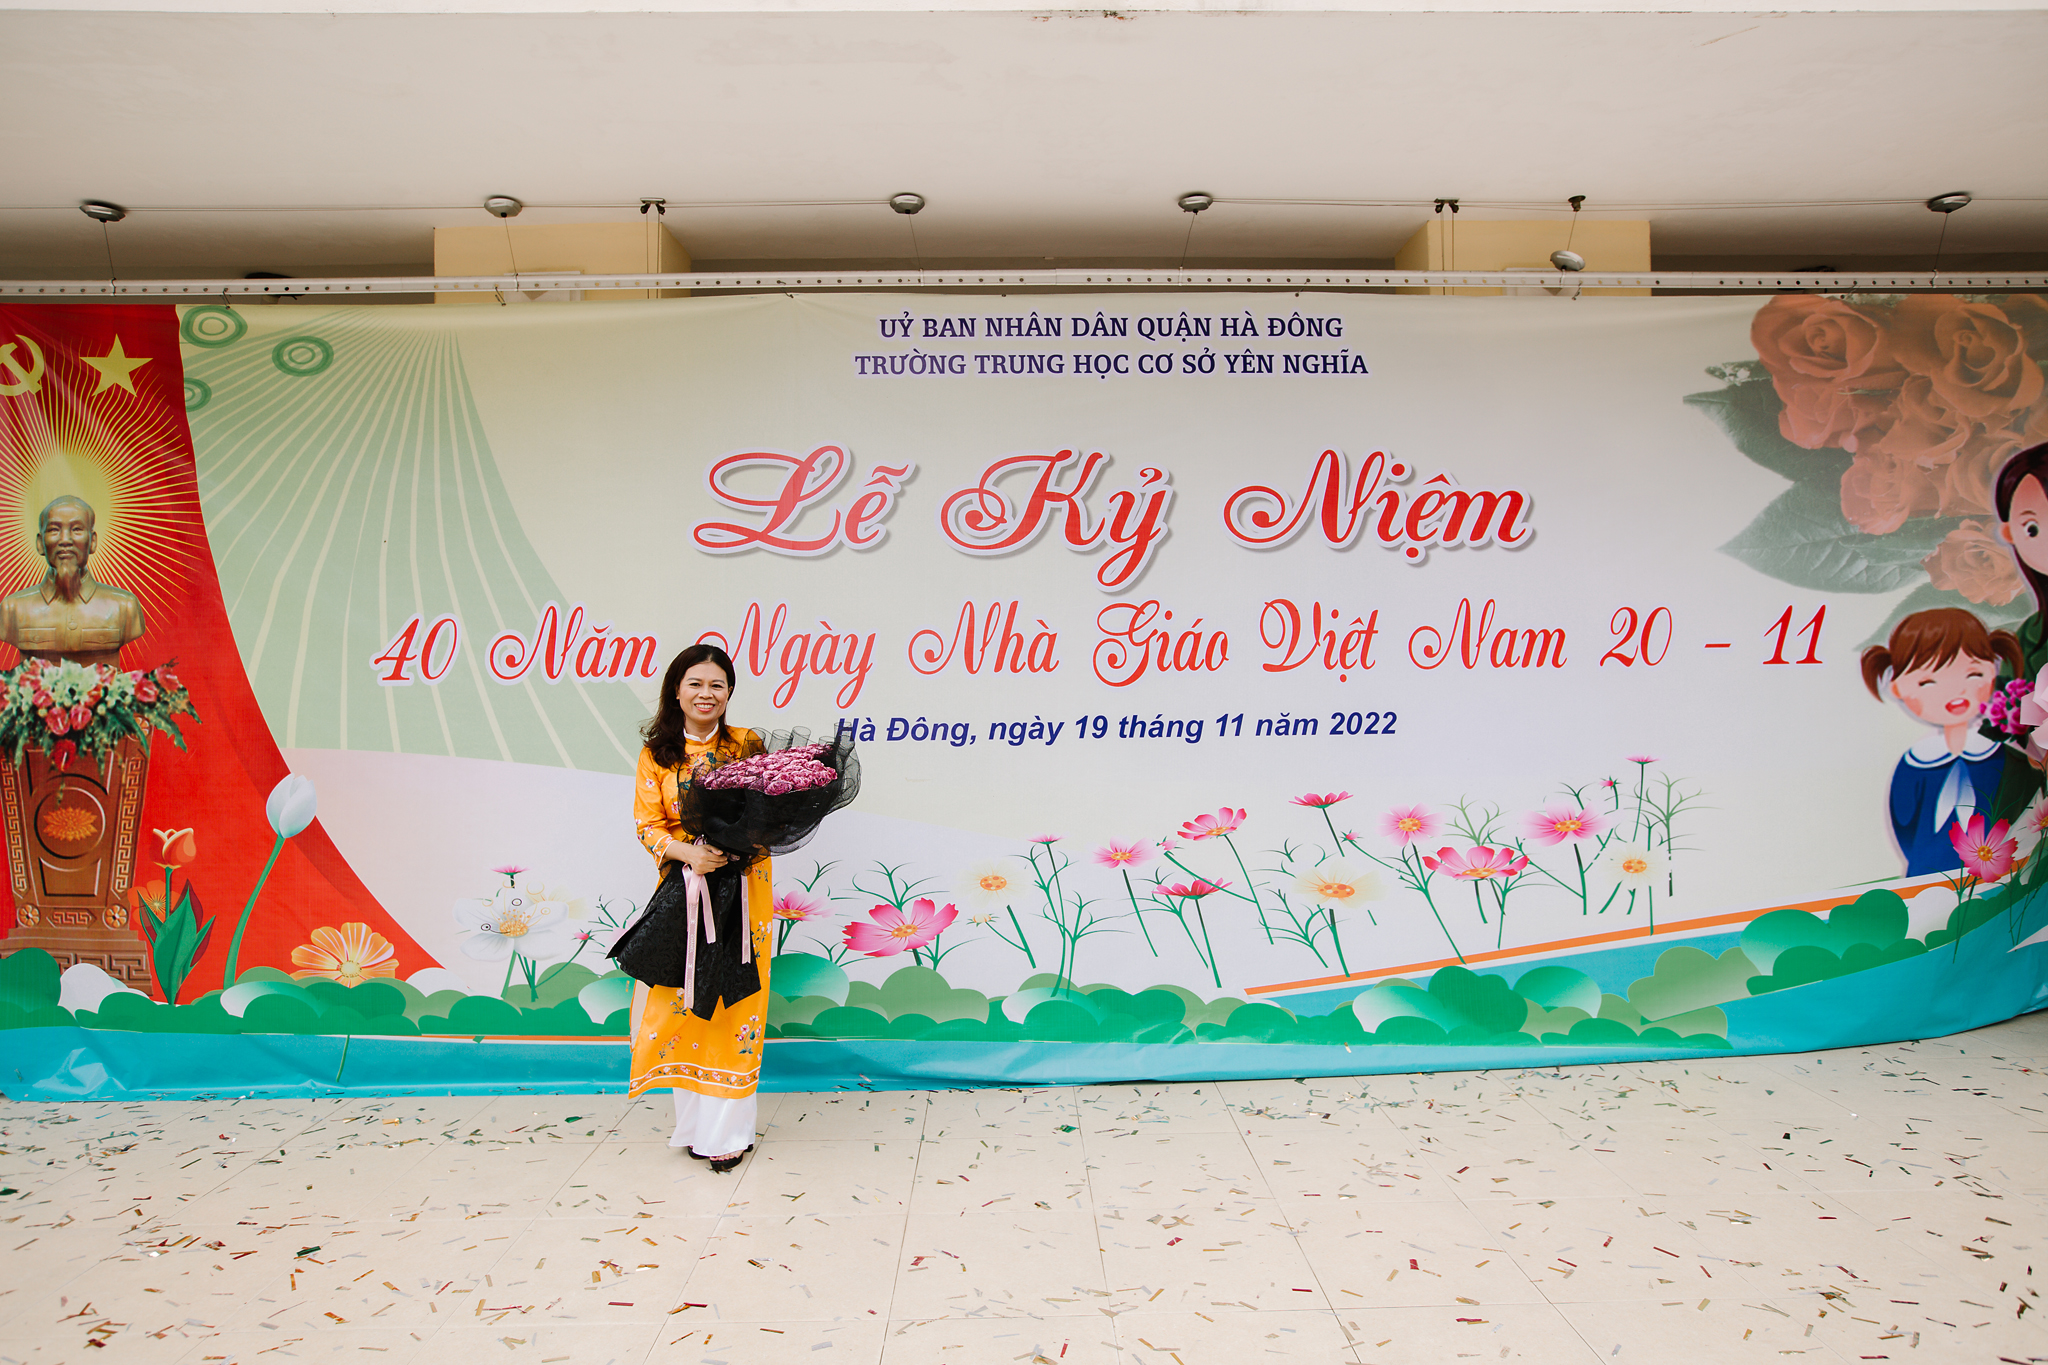 UỶ BAN NHÂN DÂN QUẬN HÀ ĐÔNG
TRƯỜNG TRUNG HỌC CƠ SỞ YÊN NGHĨA
Lễ Kỷ Niệm
40 Năm Ngày Nhà Giáo Việt Nam 20 - 11
Hà Đông, ngày 19 tháng 11 năm 2022